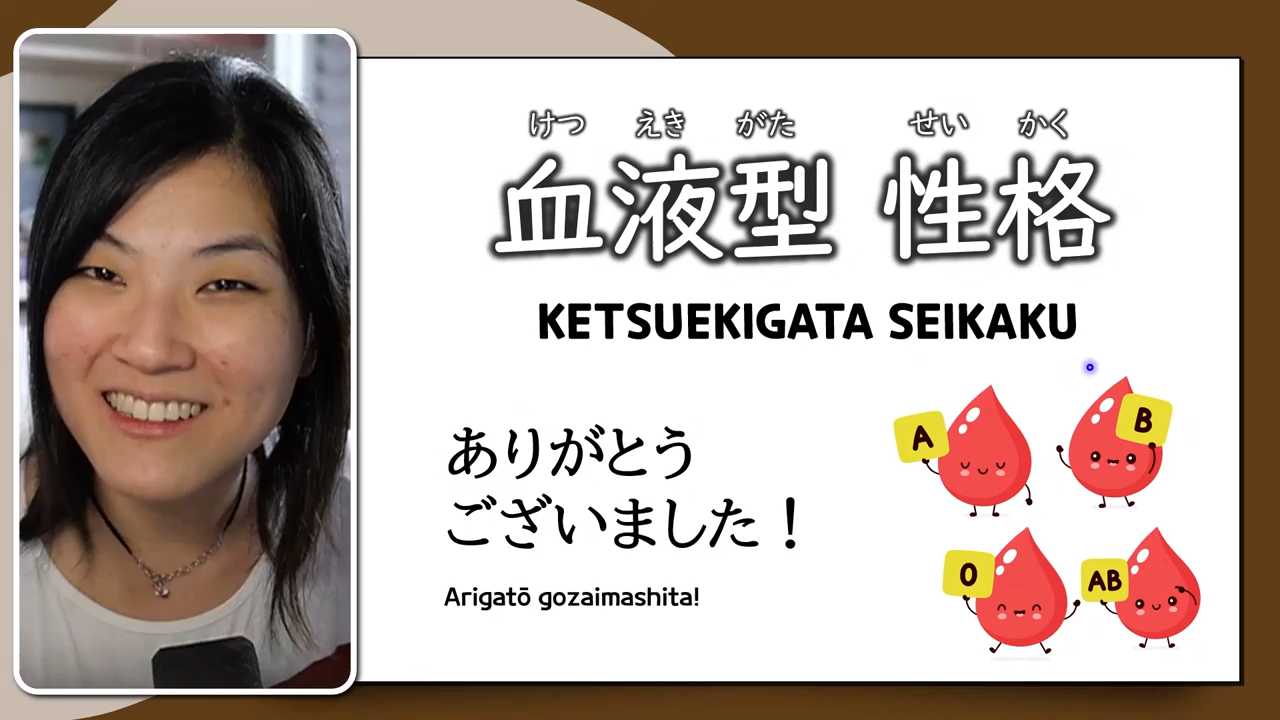 けつ えき がた せい かく
血液型 性格
KETSUEKIGATA SEIKAKU
ありがとう
ございました！
Arigatō gozaimashita!
A
B
O
AB